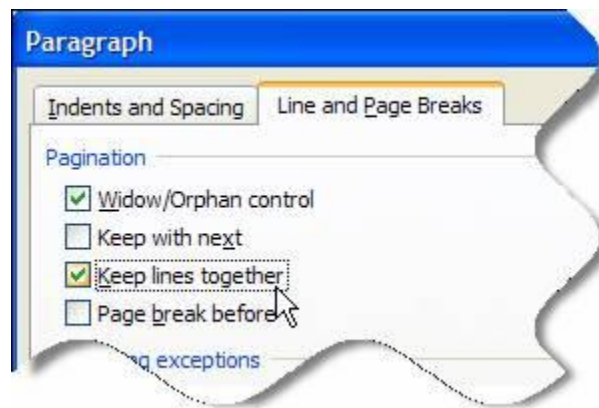 Paragraph
Indents and Spacing Line and Page Breaks
Pagination
Widow/Orphan control
Keep with next
Keep lines together
Page break before
exceptions